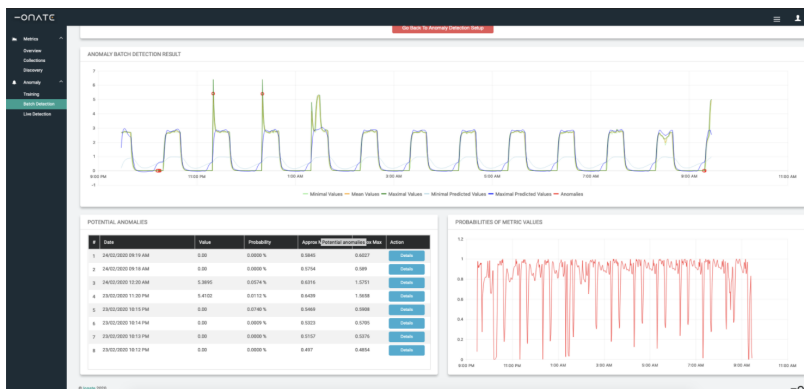 -OUATE
Metrics
Overview
Collections
Discovery
Anomaly
Training
Batch Detection
Live Detection
Go Back To Anomaly Detection Setup
ANOMALY BATCH DETECTION RESULT
7
6
5
4
3
2
1
0
-1
8:00 PM 11:00 PM 1:00 AM 3:00 AM 5:00 AM 7:00 AM 9:00 AM 11:00 AM
Minimal Values Mean Values Maximal Values Minimal Predicted Values Maximal Predicted Values Anomalies
POTENTIAL ANOMALIES
# Date Value Probability Approx Potential anomalies ox Max Action
1 24/02/2020 09:19 AM 0.00 0.0000 % 0.5840 0.6027 Details
2 24/02/2020 09:18 AM 0.00 0.0000 % 0.5754 0.589 Details
3 24/02/2020 12:20 AM 5.3895 0.0574 % 0.6316 1.5751 Details
4 23/02/2020 11:20 PM 5.4102 0.0112 % 0.6408 1.5658 Details
5 23/02/2020 10:15 PM 0.00 0.0740 % 0.5468 0.5908 Details
6 23/02/2020 10:14 PM 0.00 0.0009 % 0.5323 0.5705 Details
7 23/02/2020 10:13 PM 0.00 0.0000 % 0.5157 0.5376 Details
8 23/02/2020 10:12 PM 0.00 0.0000 % 0.497 0.4854 Details
PROBABILITIES OF METRIC VALUES
1.2
1
0.8
0.6
0.4
0.2
0
8:00 PM 11:00 PM 1:00 AM 3:00 AM 5:00 AM 7:00 AM 9:00 AM 11:00 AM